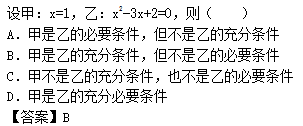 设甲：x=1，乙：x²-3x+2=0，则（　　）
A．甲是乙的必要条件，但不是乙的充分条件
B．甲是乙的充分条件，但不是乙的必要条件
C．甲不是乙的充分条件，也不是乙的必要条件
D．甲是乙的充分必要条件
【答案】B